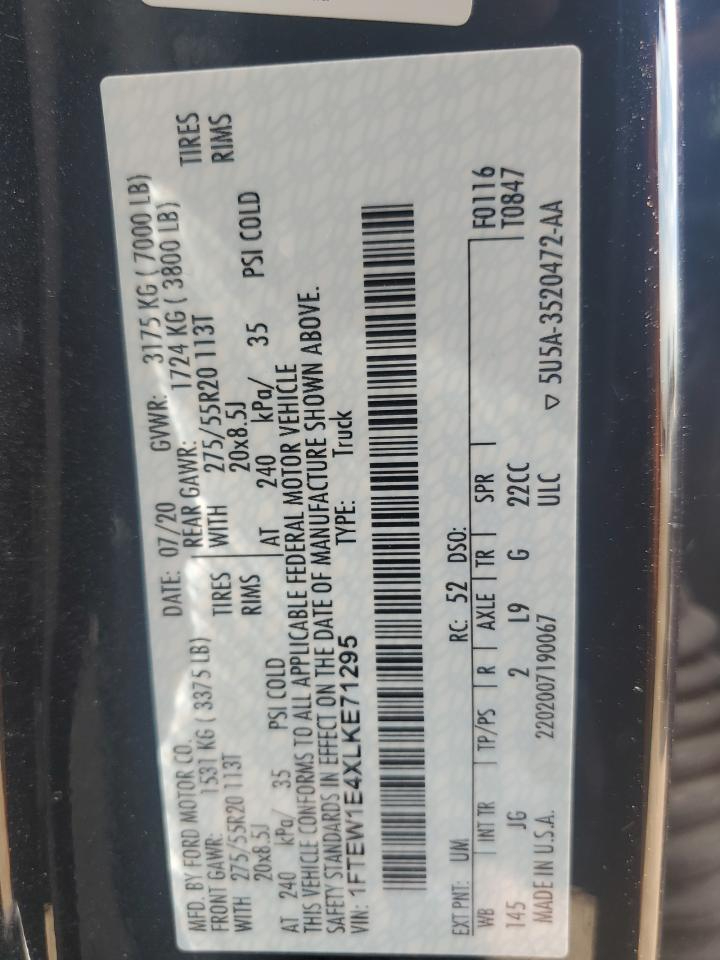 MFD. BY FORD MOTOR CO. DATE: 07/20 GVWR: 3175 KG ( 7000 LB)
FRONT GAWR: 1531 KG ( 3375 LB) REAR GAWR: 1724 KG ( 3800 LB)
WITH 275/55R20 113T TIRES WITH 275/55R20 113T TIRES
20x8.5J RIMS 20x8.5J RIMS
AT 240 kPa/ 35 PSI COLD AT 240 kPa/ 35 PSI COLD
THIS VEHICLE CONFORMS TO ALL APPLICABLE FEDERAL MOTOR VEHICLE
SAFETY STANDARDS IN EFFECT ON THE DATE OF MANUFACTURE SHOWN ABOVE.
VIN: 1FTEW1E4XLKE71295 TYPE: Truck
EXT PNT: UM RC: 52 DSO:
WB INT TR TP/PS R AXLE TR SPR F0116
145 JG 2 L9 G 22CC T0847
MADE IN U.S.A. 2202007190067 ULC ▽ 5U5A-3520472-AA